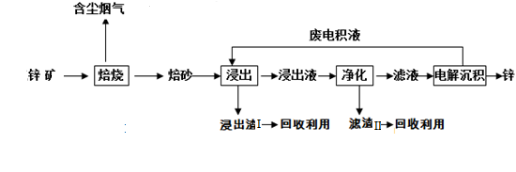 含尘烟气
废电积液
锌矿 焙烧 焙砂 浸出 浸出液 净化 滤液 电解沉积 锌
浸出渣I 回收利用 滤渣II 回收利用